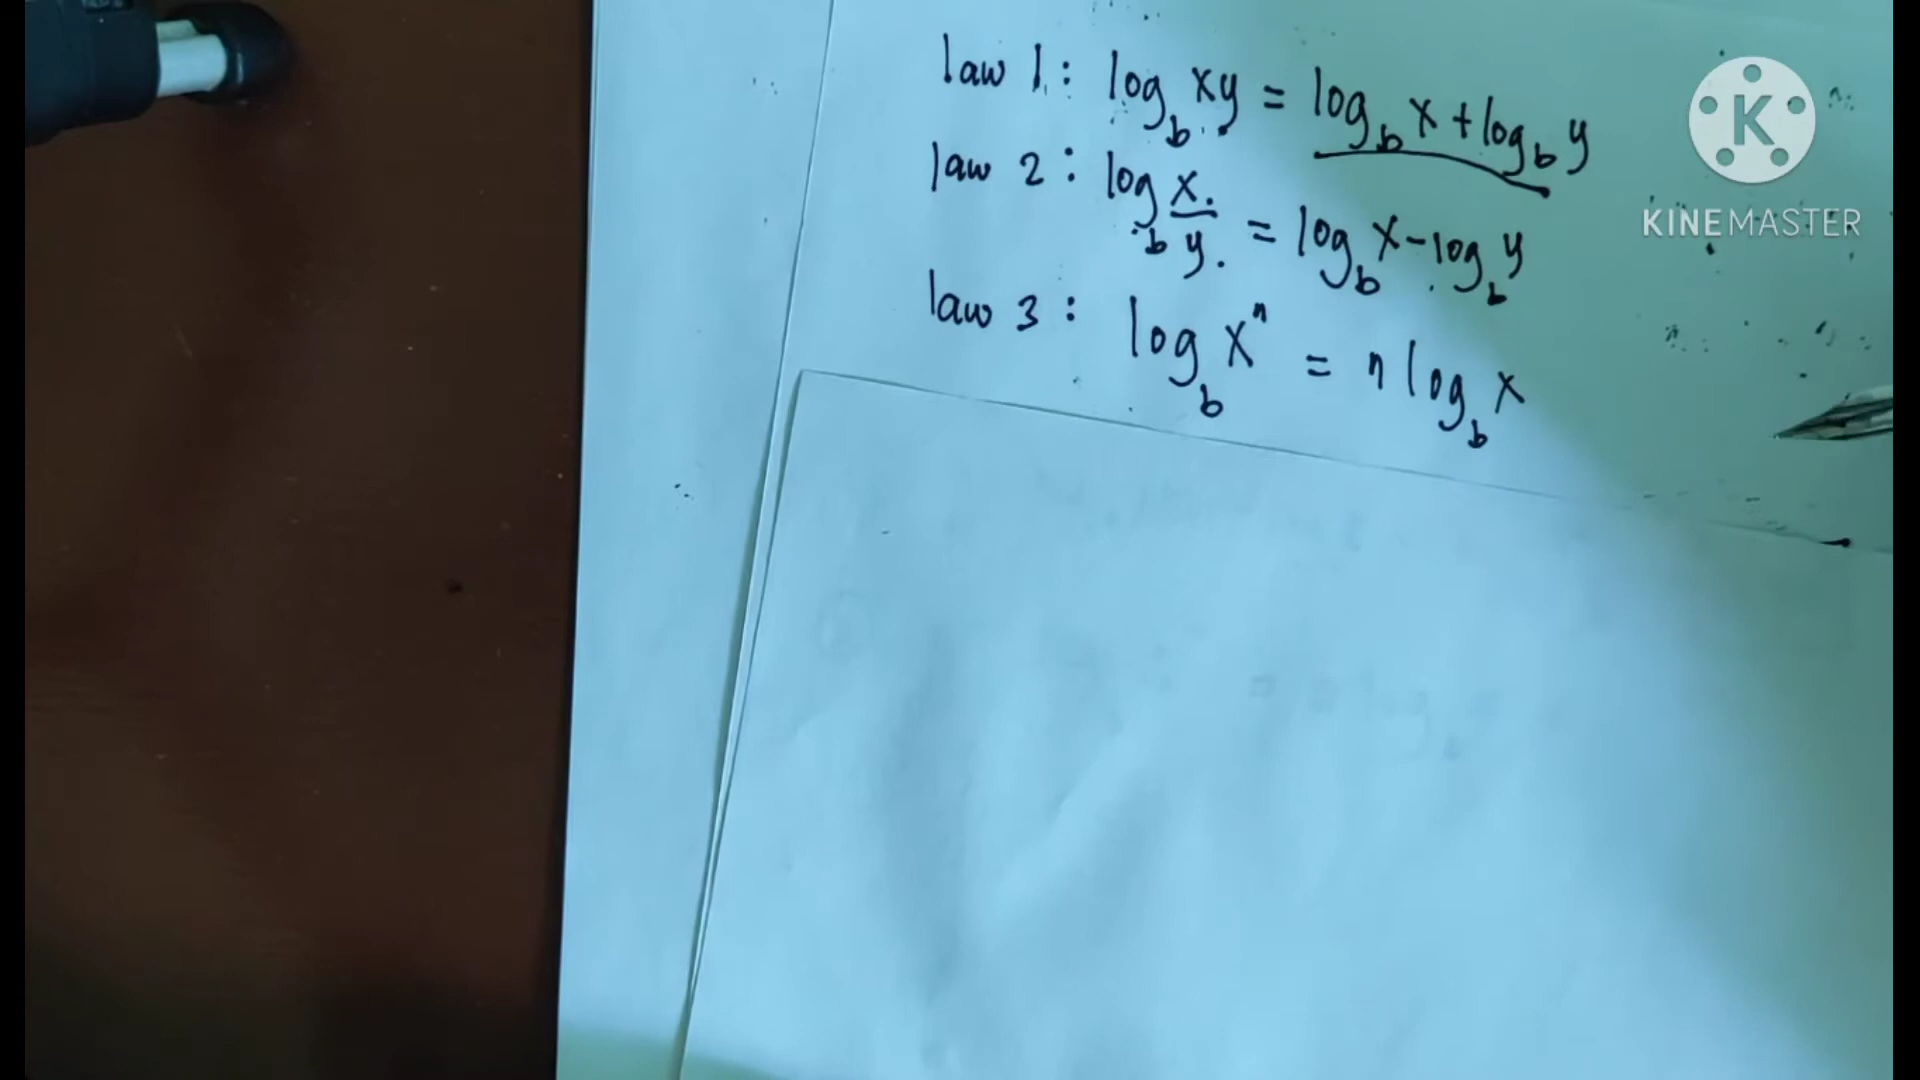 law 1: log_b xy = log_b x + log_b y
law 2: log_b x/y = log_b x - log_b y
law 3: log_b x^n = n log_b x
K
KINEMASTER